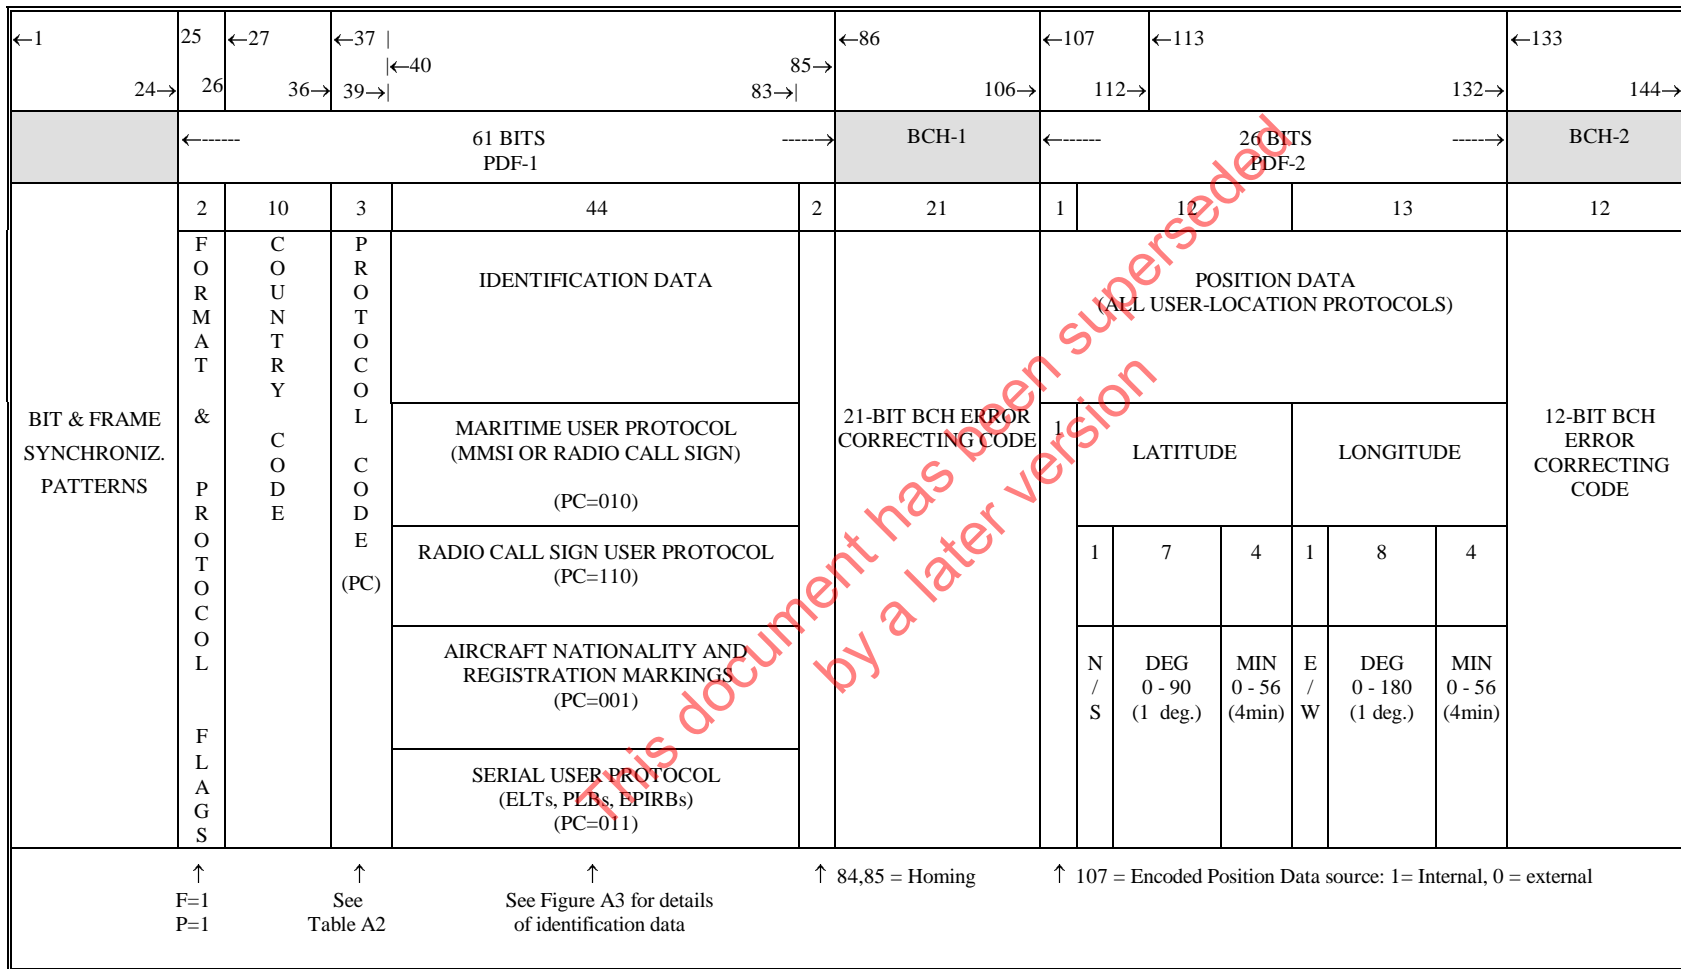 ←1 25 ←27 ←37 | ←86 ←107 ←113 ←133
|←40 85→
24→ 26 36→ 39→| 83→| 106→ 112→ 132→ 144→
←------ 61 BITS ------→ BCH-1 ←------ 26 BITS ------→ BCH-2
PDF-1 PDF-2
2 10 3 44 2 21 1 12 13 12
BIT & FRAME
SYNCHRONIZ.
PATTERNS
FORMAT & PROTOCOL FLAGS
COUNTRY CODE
PROTOCOL CODE
(PC)
IDENTIFICATION DATA
MARITIME USER PROTOCOL
(MMSI OR RADIO CALL SIGN)
(PC=010)
RADIO CALL SIGN USER PROTOCOL
(PC=110)
AIRCRAFT NATIONALITY AND
REGISTRATION MARKINGS
(PC=001)
SERIAL USER PROTOCOL
(ELTs, PLBs, EPIRBs)
(PC=011)
21-BIT BCH ERROR
CORRECTING CODE
POSITION DATA
(ALL USER-LOCATION PROTOCOLS)
1
LATITUDE LONGITUDE
1 7 4 1 8 4
N DEG MIN E DEG MIN
/ 0 - 90 0 - 56 / 0 - 180 0 - 56
S (1 deg.) (4min) W (1 deg.) (4min)
12-BIT BCH
ERROR
CORRECTING
CODE
↑ ↑ ↑ ↑ 84,85 = Homing ↑ 107 = Encoded Position Data source: 1= Internal, 0 = external
F=1 See See Figure A3 for details
P=1 Table A2 of identification data
This document has been superseded
by a later version